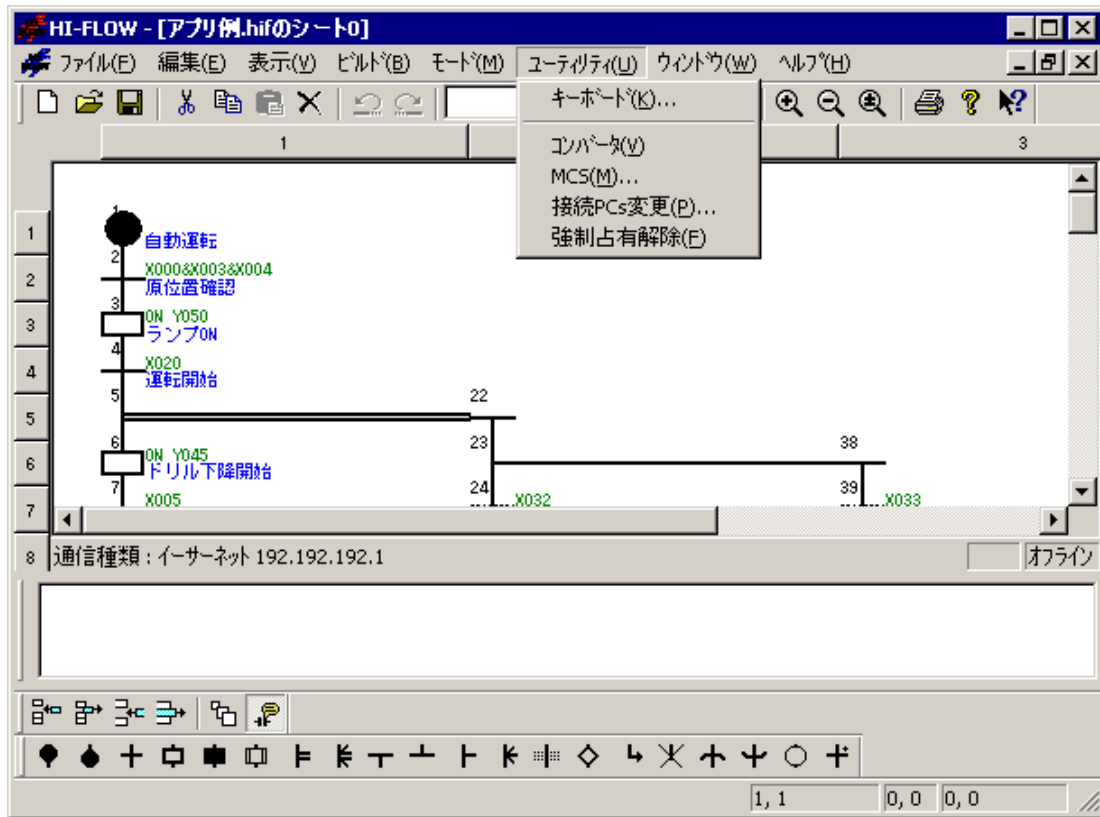 HI-FLOW - [アプリ例.hifのシート0]
ファイル(F) 編集(E) 表示(V) ビルド(B) モード(M) ユーティリティ(U) ウィンドウ(W) ヘルプ(H)
キーボード(K)...
コンバータ(V)
MCS(M)...
接続PCs変更(P)...
強制占有解除(F)
1 3
1
1
自動運転
2
2
X000&X003&X004
原位置確認
3
3
ON Y050
ランプON
4
4
X020
運転開始
5
5 22
6
6
ON Y045
ドリル下降開始
23 38
7
7
X005
24
X032
39
X033
8
通信種類：イーサーネット 192.192.192.1 オフライン
1, 1 0, 0 0, 0